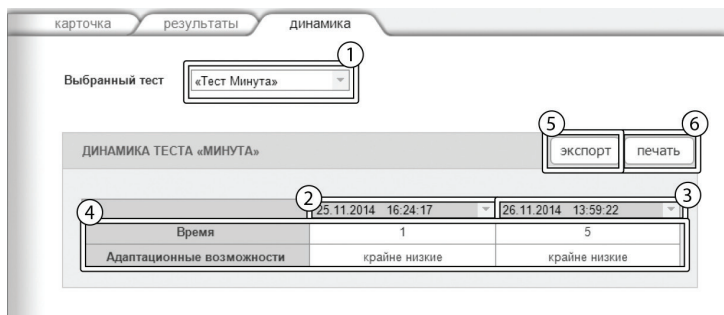 карточка результаты динамика
1
Выбранный тест «Тест Минута»
5 6
ДИНАМИКА ТЕСТА «МИНУТА» экспорт печать
2 3
4 25.11.2014 16:24:17 26.11.2014 13:59:22
Время 1 5
Адаптационные возможности крайне низкие крайне низкие